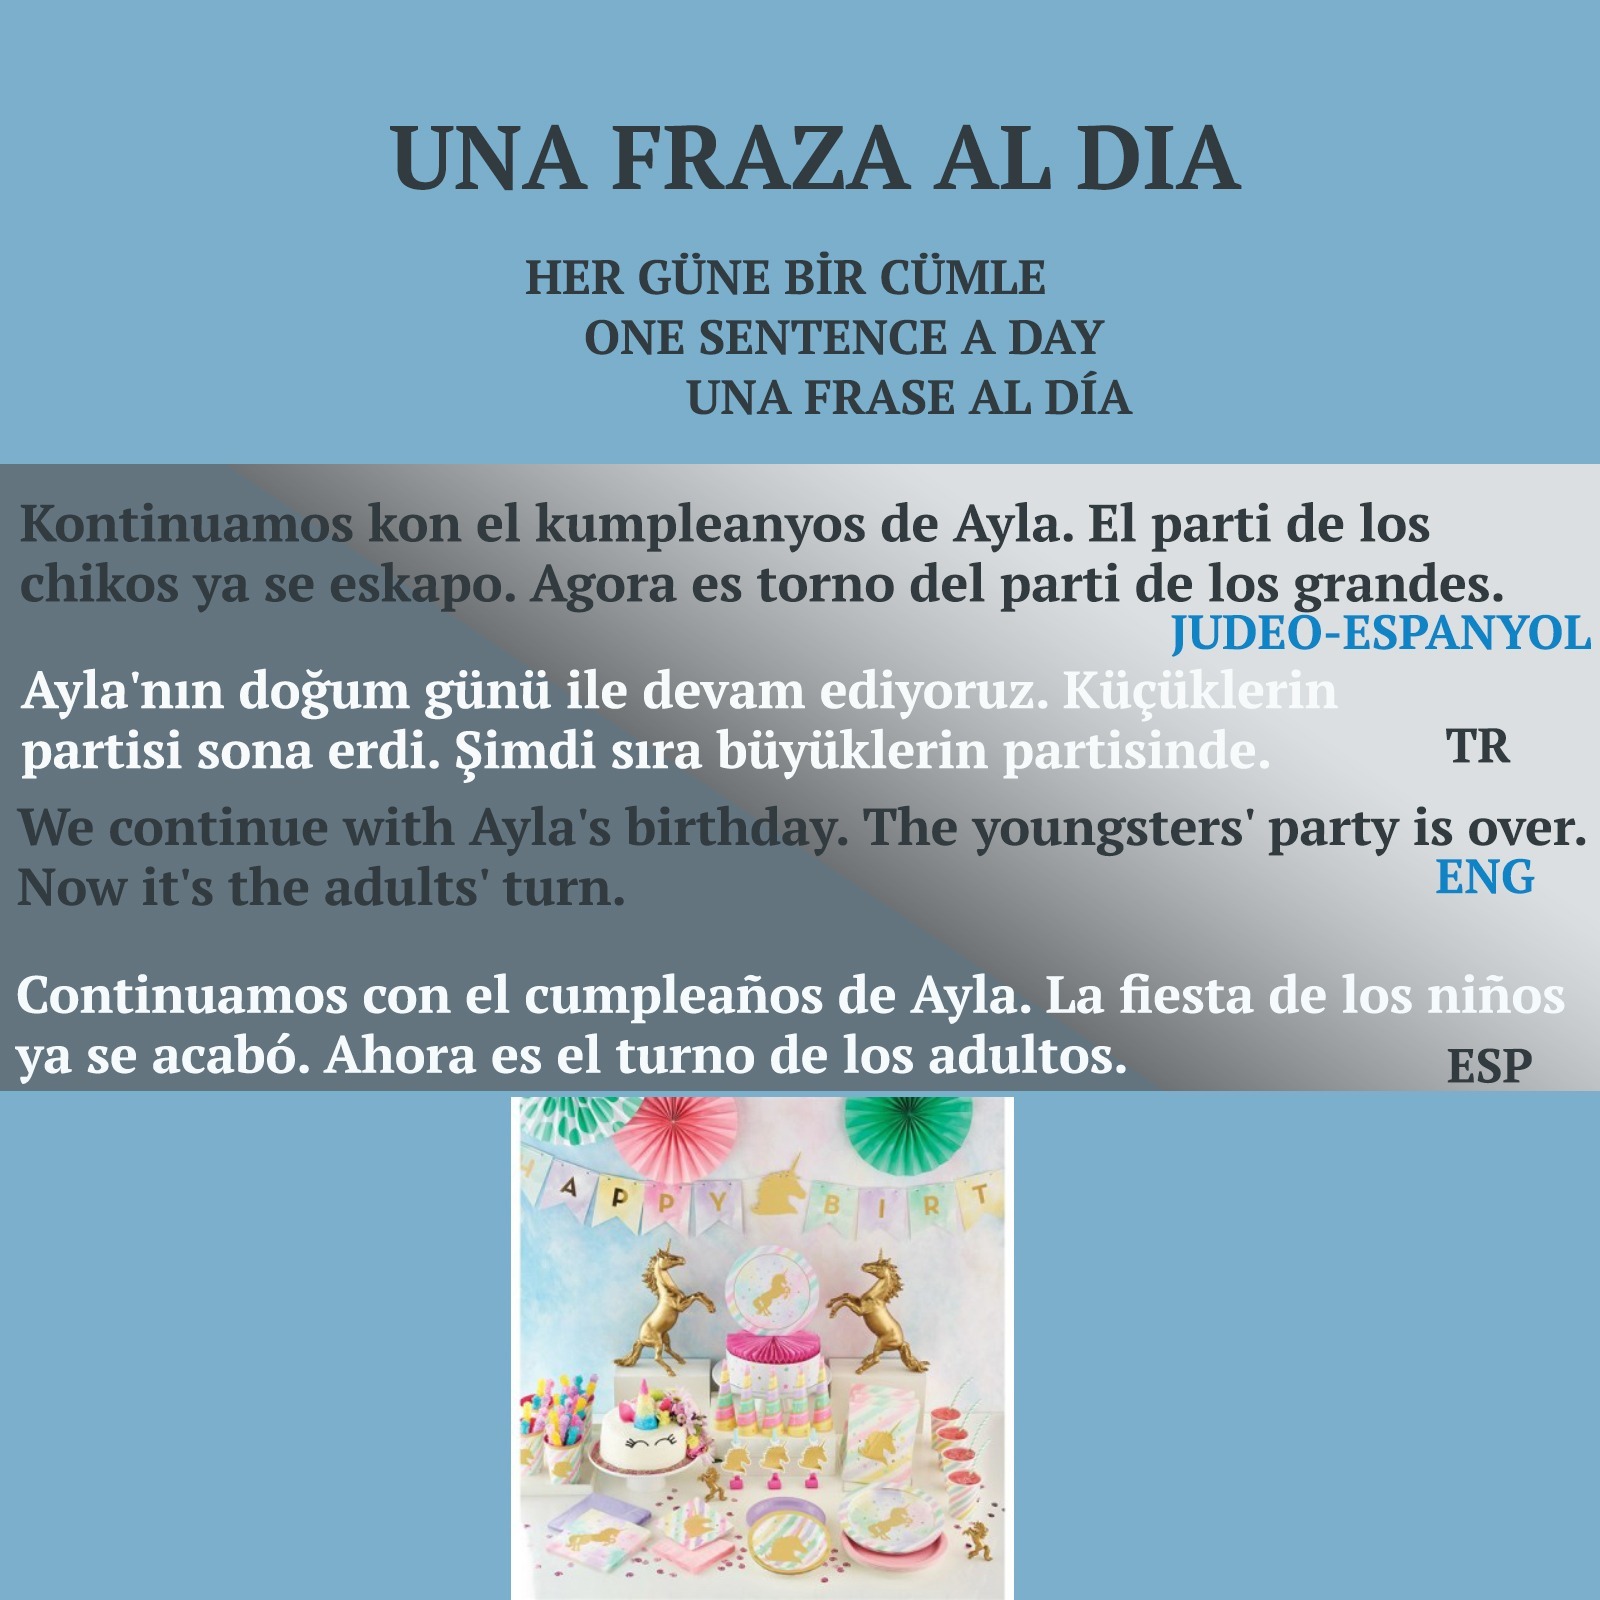 UNA FRAZA AL DIA
HER GÜNE BİR CÜMLE
ONE SENTENCE A DAY
UNA FRASE AL DÍA
Kontinuamos kon el kumpleanyos de Ayla. El parti de los
chikos ya se eskapo. Agora es torno del parti de los grandes.
JUDEO-ESPANYOL
Ayla'nın doğum günü ile devam ediyoruz. Küçüklerin
partisi sona erdi. Şimdi sıra büyüklerin partisinde.
TR
We continue with Ayla's birthday. The youngsters' party is over.
Now it's the adults' turn.
ENG
Continuamos con el cumpleaños de Ayla. La fiesta de los niños
ya se acabó. Ahora es el turno de los adultos.
ESP
HAPPY BIRT